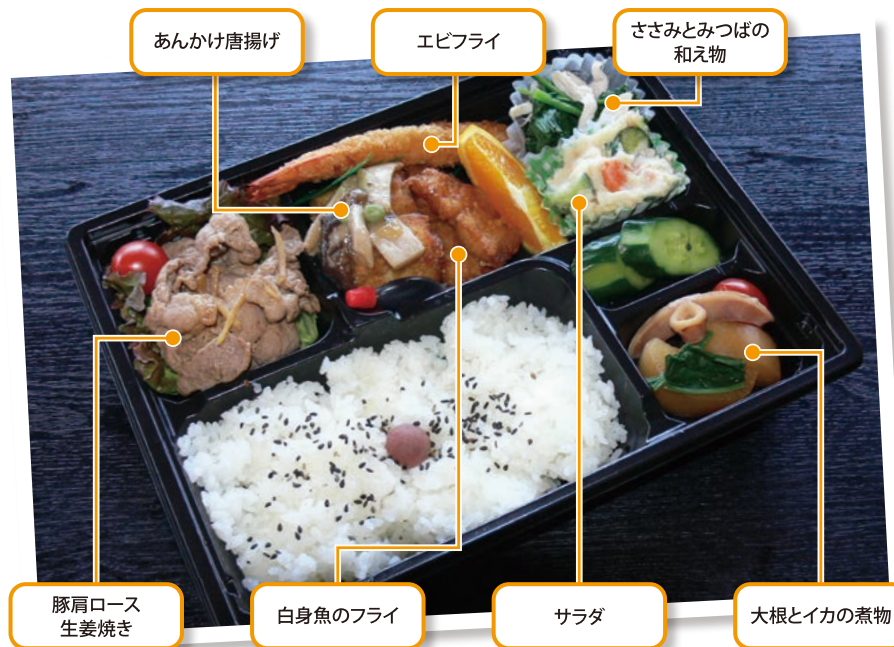 あんかけ唐揚げ
エビフライ
ささみとみつばの
和え物
豚肩ロース
生姜焼き
白身魚のフライ
サラダ
大根とイカの煮物